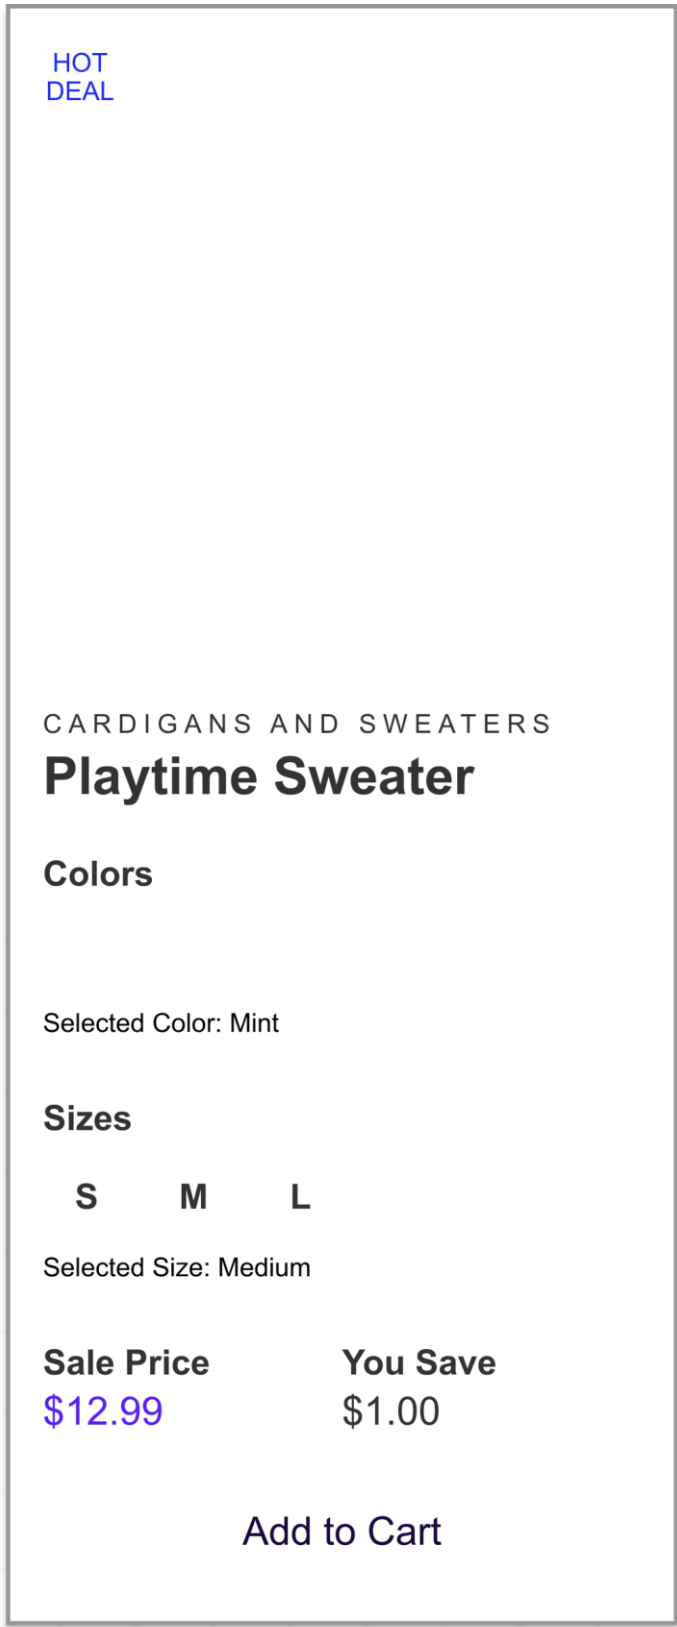 HOT
DEAL
CARDIGANS AND SWEATERS
Playtime Sweater
Colors
Selected Color: Mint
Sizes
S M L
Selected Size: Medium
Sale Price You Save
$12.99 $1.00
Add to Cart